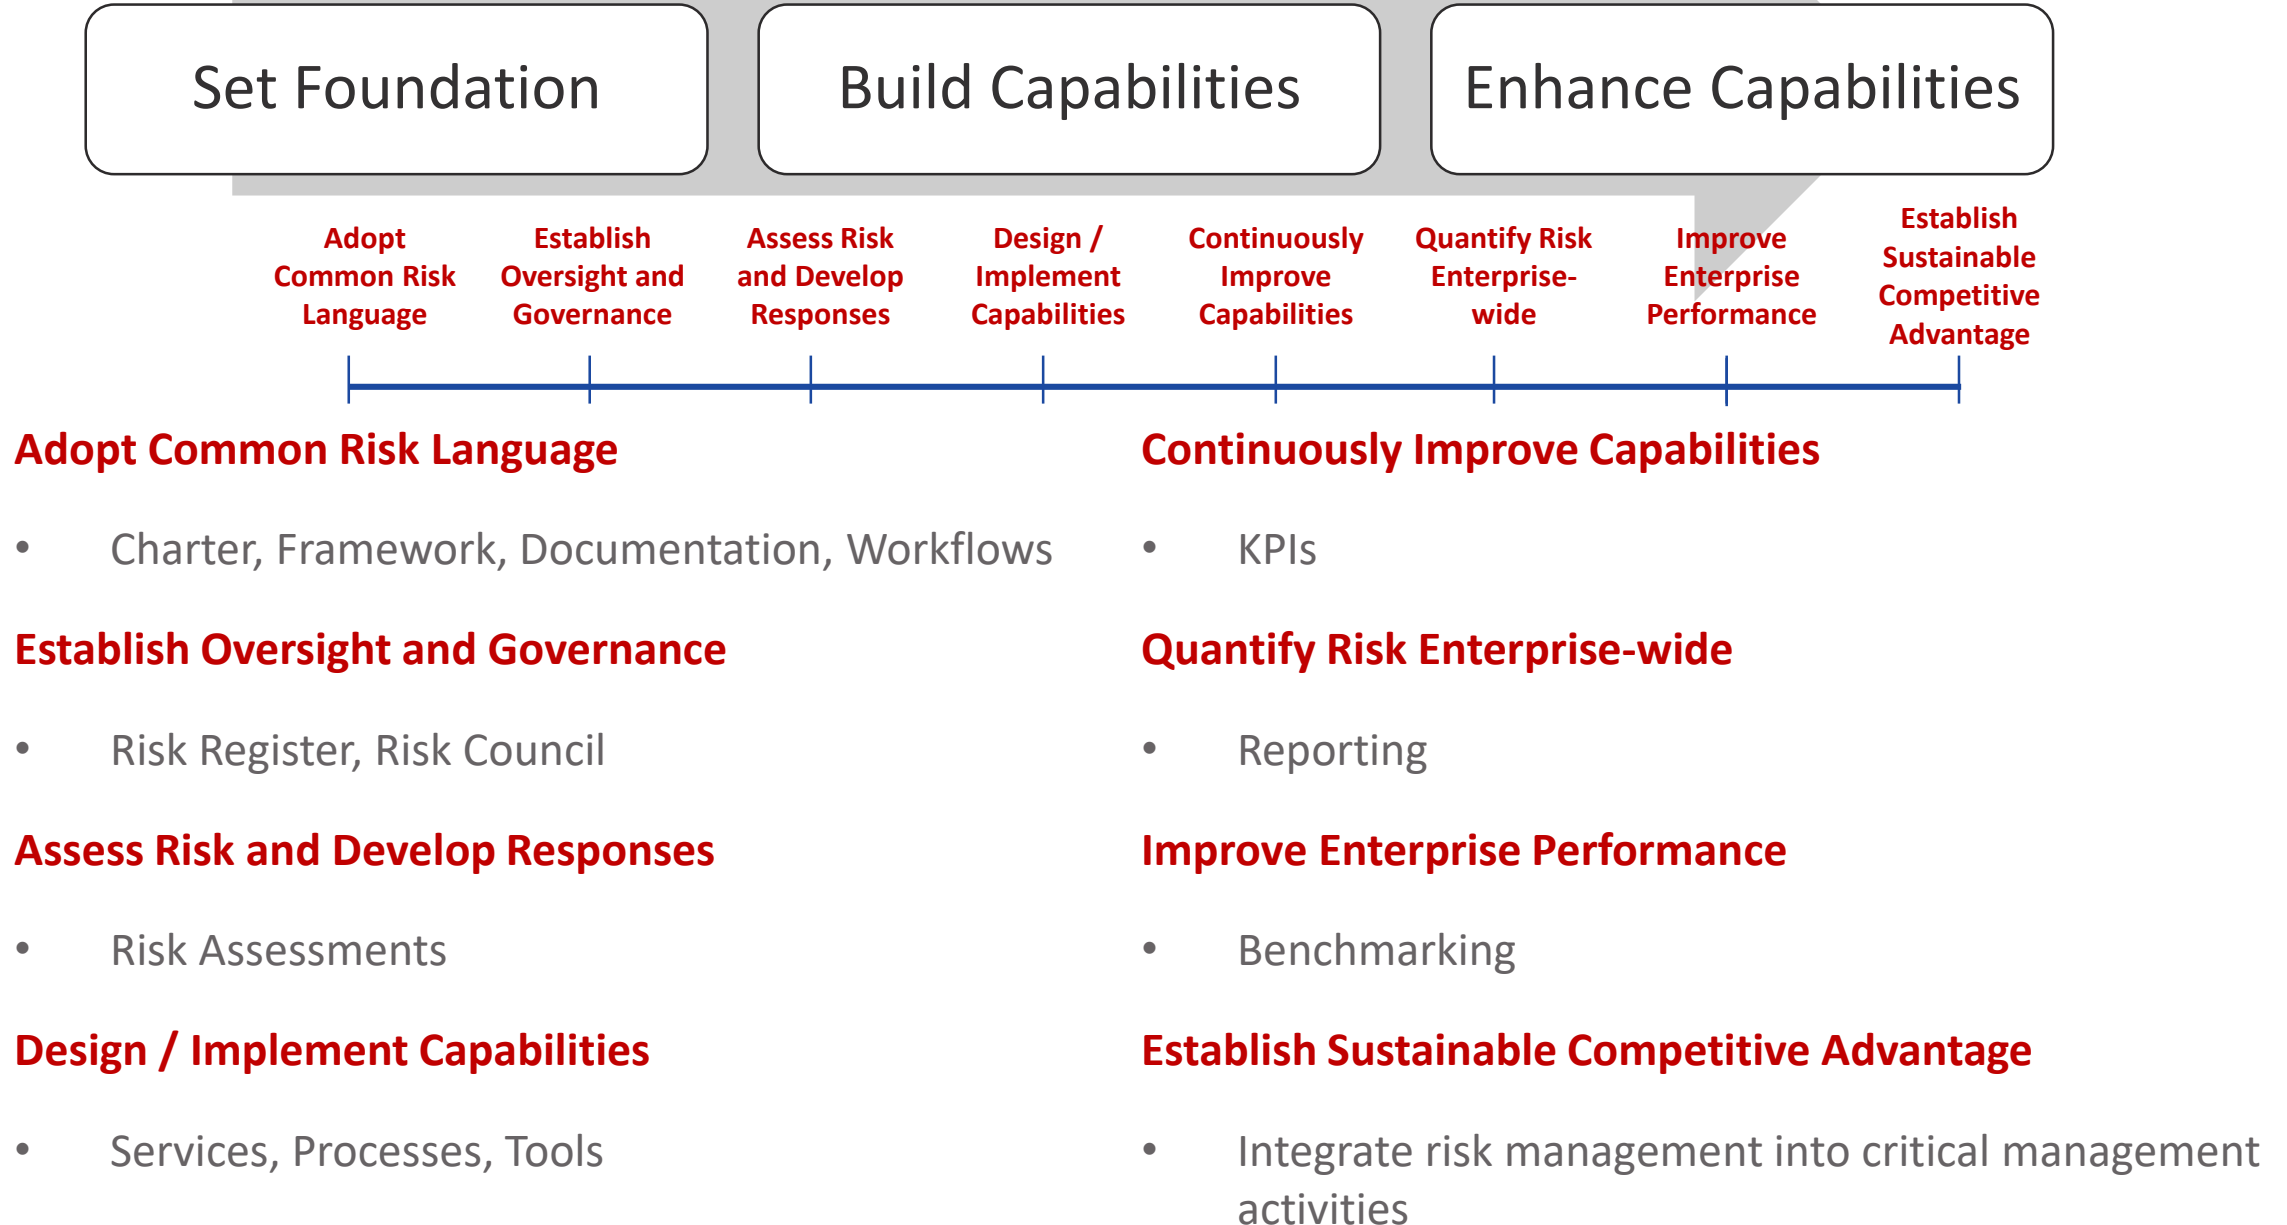 Set Foundation
Build Capabilities
Enhance Capabilities
Adopt
Common Risk
Language
Establish
Oversight and
Governance
Assess Risk
and Develop
Responses
Design /
Implement
Capabilities
Continuously
Improve
Capabilities
Quantify Risk
Enterprise-
wide
Improve
Enterprise
Performance
Establish
Sustainable
Competitive
Advantage
Adopt Common Risk Language
• Charter, Framework, Documentation, Workflows
Establish Oversight and Governance
• Risk Register, Risk Council
Assess Risk and Develop Responses
• Risk Assessments
Design / Implement Capabilities
• Services, Processes, Tools
Continuously Improve Capabilities
• KPIs
Quantify Risk Enterprise-wide
• Reporting
Improve Enterprise Performance
• Benchmarking
Establish Sustainable Competitive Advantage
• Integrate risk management into critical management
activities